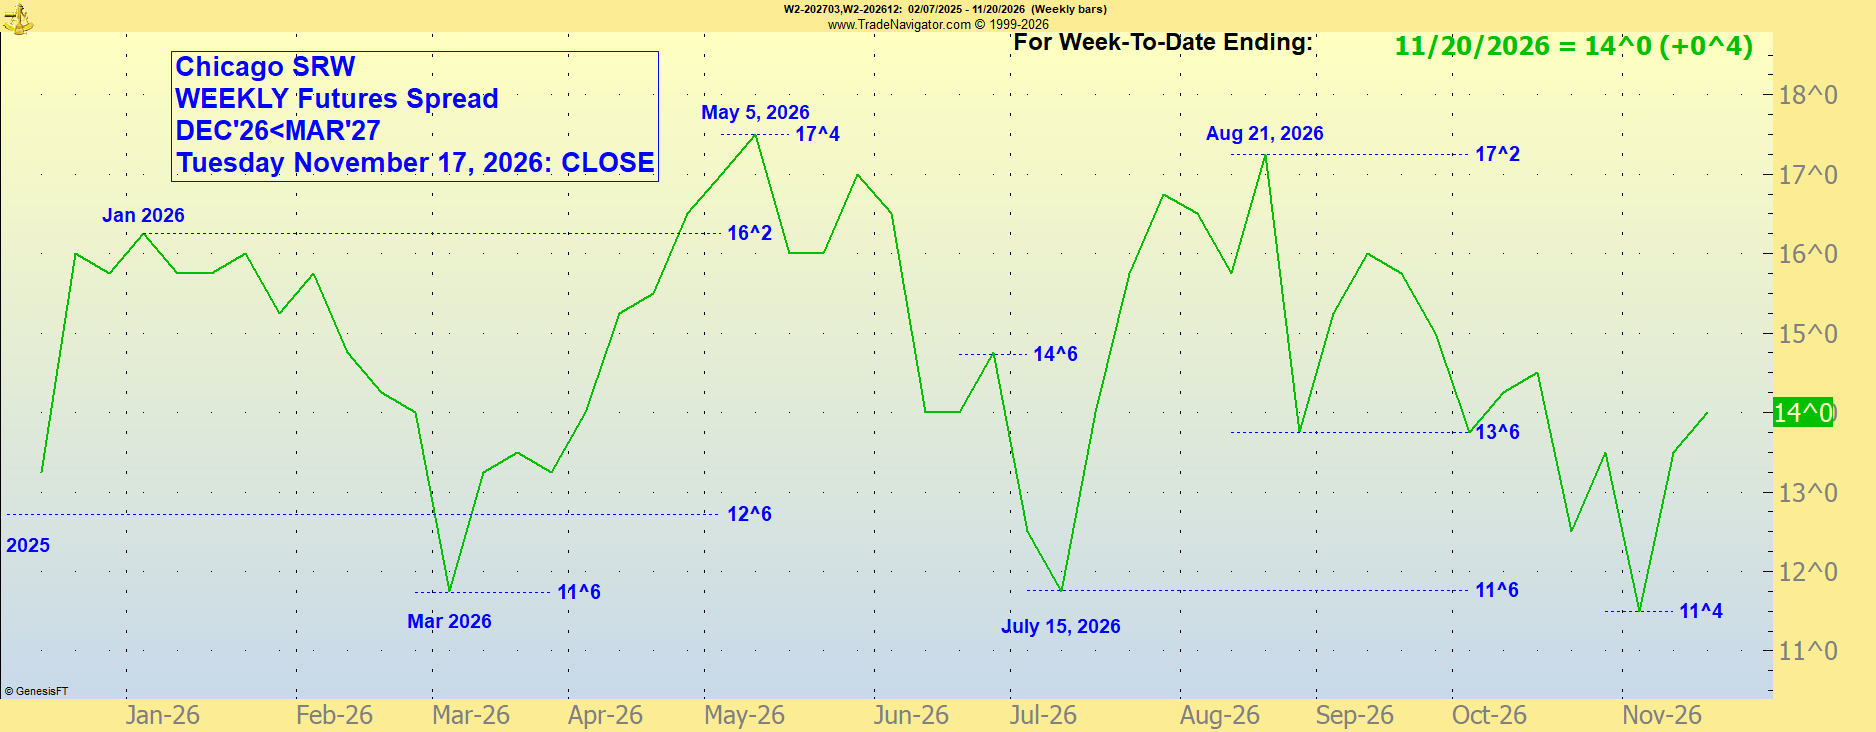 W2-202703,W2-202612: 02/07/2025 - 11/20/2026 (Weekly bars)
www.TradeNavigator.com © 1999-2026
For Week-To-Date Ending:
11/20/2026 = 14^0 (+0^4)
Chicago SRW
WEEKLY Futures Spread
DEC'26<MAR'27
Tuesday November 17, 2026: CLOSE
May 5, 2026
17^4
Aug 21, 2026
17^2
Jan 2026
16^2
14^6
13^6
12^6
2025
11^6
Mar 2026
11^6
July 15, 2026
11^4
18^0
17^0
16^0
15^0
14^0
13^0
12^0
11^0
© GenesisFT
Jan-26 Feb-26 Mar-26 Apr-26 May-26 Jun-26 Jul-26 Aug-26 Sep-26 Oct-26 Nov-26